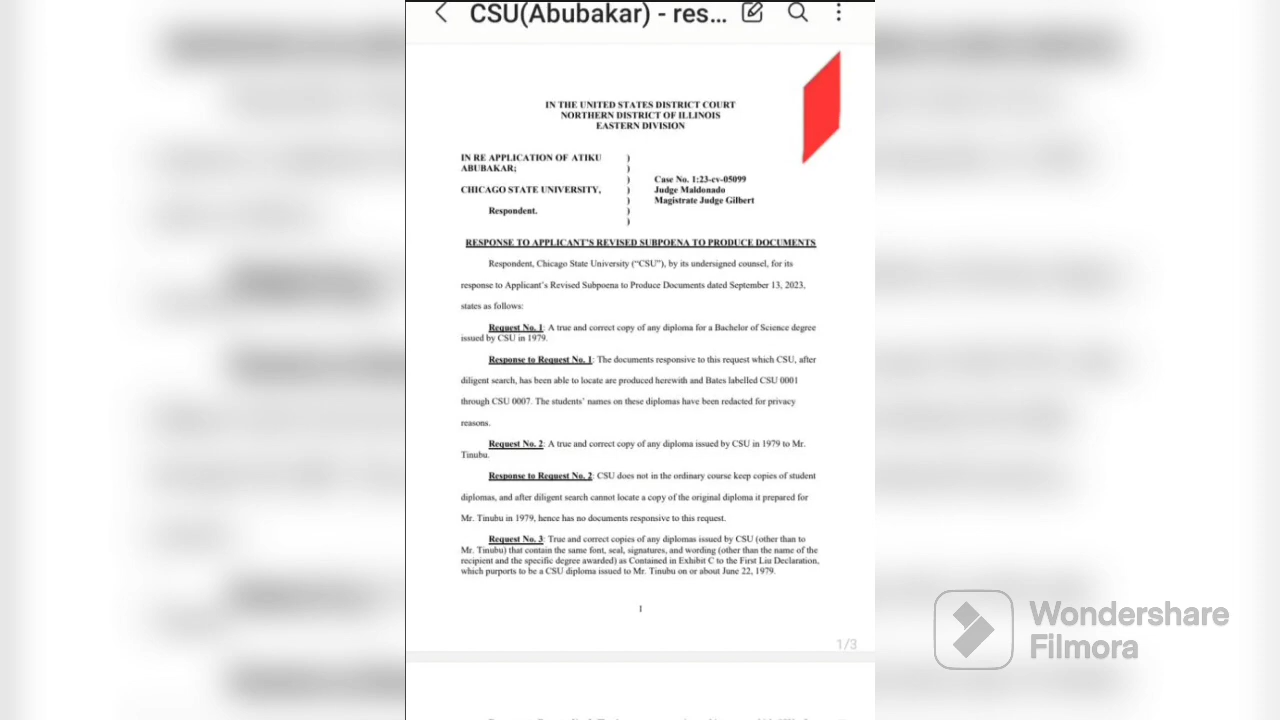 CSU(Abubakar) - res...
IN THE UNITED STATES DISTRICT COURT
NORTHERN DISTRICT OF ILLINOIS
EASTERN DIVISION
IN RE APPLICATION OF ATIKU
ABUBAKAR;
CHICAGO STATE UNIVERSITY,
Respondent.
)
)
)
)
)
)
)
Case No. 1:23-cv-05099
Judge Maldonado
Magistrate Judge Gilbert
RESPONSE TO APPLICANT'S REVISED SUBPOENA TO PRODUCE DOCUMENTS
Respondent, Chicago State University ("CSU"), by its undersigned counsel, for its
response to Applicant's Revised Subpoena to Produce Documents dated September 13, 2023,
states as follows:
Request No. 1: A true and correct copy of any diploma for a Bachelor of Science degree
issued by CSU in 1979.
Response to Request No. 1: The documents responsive to this request which CSU, after
diligent search, has been able to locate are produced herewith and Bates labelled CSU 0001
through CSU 0007. The students' names on these diplomas have been redacted for privacy
reasons.
Request No. 2: A true and correct copy of any diploma issued by CSU in 1979 to Mr.
Tinubu.
Response to Request No. 2: CSU does not in the ordinary course keep copies of student
diplomas, and after diligent search cannot locate a copy of the original diploma it prepared for
Mr. Tinubu in 1979, hence has no documents responsive to this request.
Request No. 3: True and correct copies of any diplomas issued by CSU (other than to
Mr. Tinubu) that contain the same font, seal, signatures, and wording (other than the name of the
recipient and the specific degree awarded) as Contained in Exhibit C to the First Liu Declaration,
which purports to be a CSU diploma issued to Mr. Tinubu on or about June 22, 1979.
1
1/3
Wondershare
Filmora